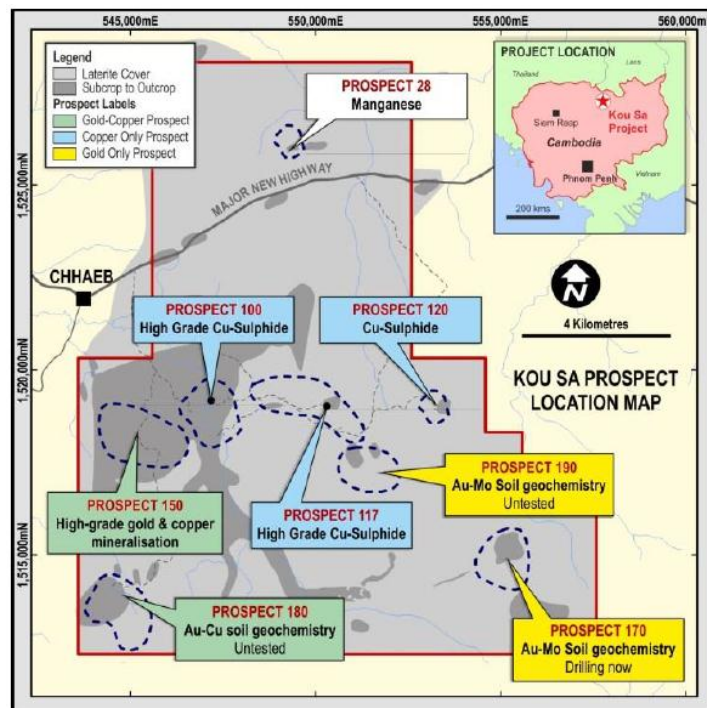 545,000mE
550,000mE
555,000mE
560,000mE
Legend
Laterite Cover
Subcrop to Outcrop
Prospect Labels
Gold-Copper Prospect
Copper Only Prospect
Gold Only Prospect
PROJECT LOCATION
Thailand
Laos
Siem Reap
Kou Sa
Project
Cambodia
Phnom Penh
Vietnam
200 kms
PROSPECT 28
Manganese
1,525,000mN
MAJOR NEW HIGHWAY
CHHAEB
N
4 Kilometres
KOU SA PROSPECT
LOCATION MAP
PROSPECT 100
High Grade Cu-Sulphide
PROSPECT 120
Cu-Sulphide
1,520,000mN
PROSPECT 150
High-grade gold & copper
mineralisation
PROSPECT 117
High Grade Cu-Sulphide
PROSPECT 190
Au-Mo Soil geochemistry
Untested
1,515,000mN
PROSPECT 180
Au-Cu soil geochemistry
Untested
PROSPECT 170
Au-Mo Soil geochemistry
Drilling now